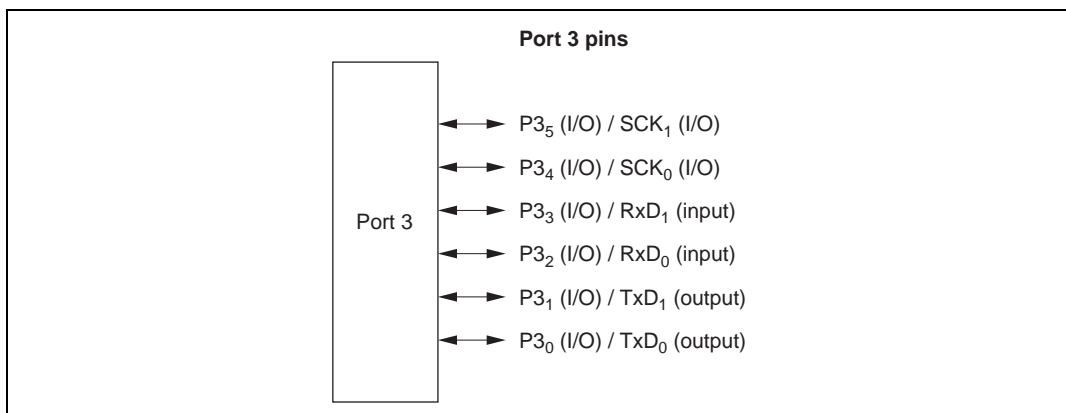 Port 3 pins
P3₅ (I/O) / SCK₁ (I/O)
P3₄ (I/O) / SCK₀ (I/O)
P3₃ (I/O) / RxD₁ (input)
Port 3
P3₂ (I/O) / RxD₀ (input)
P3₁ (I/O) / TxD₁ (output)
P3₀ (I/O) / TxD₀ (output)